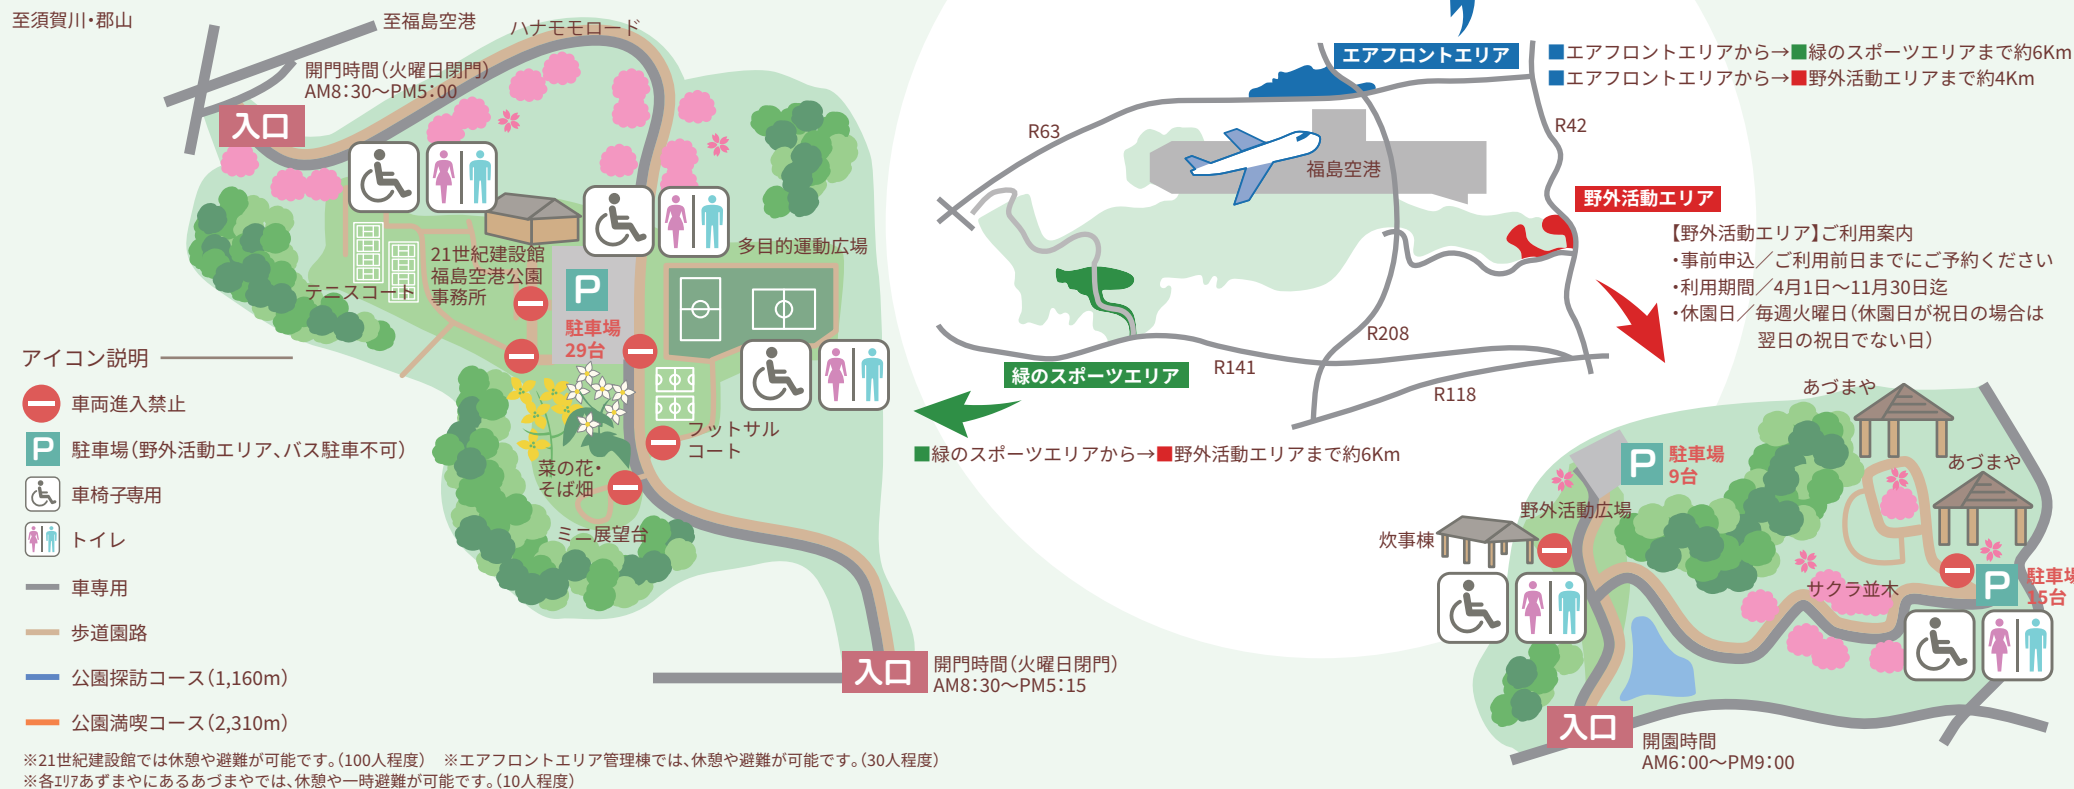 至須賀川・郡山
至福島空港
ハナモモロード
開門時間(火曜日閉門)
AM8:30〜PM5:00
入口
21世紀建設館
福島空港公園
事務所
テニスコート
P
駐車場
29台
多目的運動広場
フットサル
コート
菜の花・
そば畑
ミニ展望台
入口
開門時間(火曜日閉門)
AM8:30〜PM5:15
アイコン説明
車両進入禁止
P
駐車場(野外活動エリア、バス駐車不可)
車椅子専用
トイレ
車専用
歩道園路
公園探訪コース(1,160m)
公園満喫コース(2,310m)
※21世紀建設館では休憩や避難が可能です。(100人程度) ※エアフロントエリア管理棟では、休憩や避難が可能です。(30人程度)
※各エリアあずまやにあるあづまやでは、休憩や一時避難が可能です。(10人程度)
エアフロントエリア
■エアフロントエリアから→■緑のスポーツエリアまで約6Km
■エアフロントエリアから→■野外活動エリアまで約4Km
R63
R42
福島空港
野外活動エリア
R208
R141
R118
緑のスポーツエリア
■緑のスポーツエリアから→■野外活動エリアまで約6Km
【野外活動エリア】ご利用案内
・事前申込/ご利用前日までにご予約ください
・利用期間/4月1日〜11月30日迄
・休園日/毎週火曜日(休園日が祝日の場合は
翌日の祝日でない日)
あづまや
あづまや
P
駐車場
9台
野外活動広場
炊事棟
サクラ並木
P
駐車場
15台
入口
開園時間
AM6:00〜PM9:00